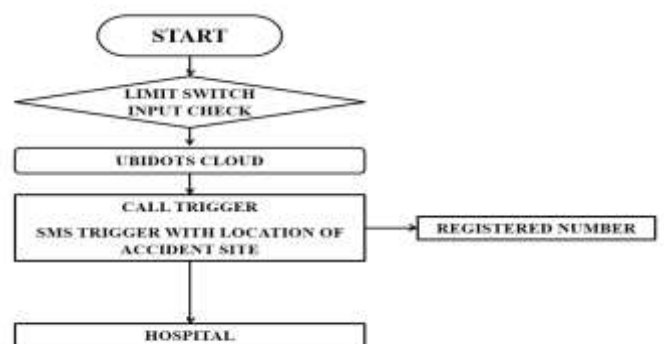 START
LIMIT SWITCH
INPUT CHECK
UBIDOTS CLOUD
CALL TRIGGER
SMS TRIGGER WITH LOCATION OF
ACCIDENT SITE
REGISTERED NUMBER
HOSPITAL